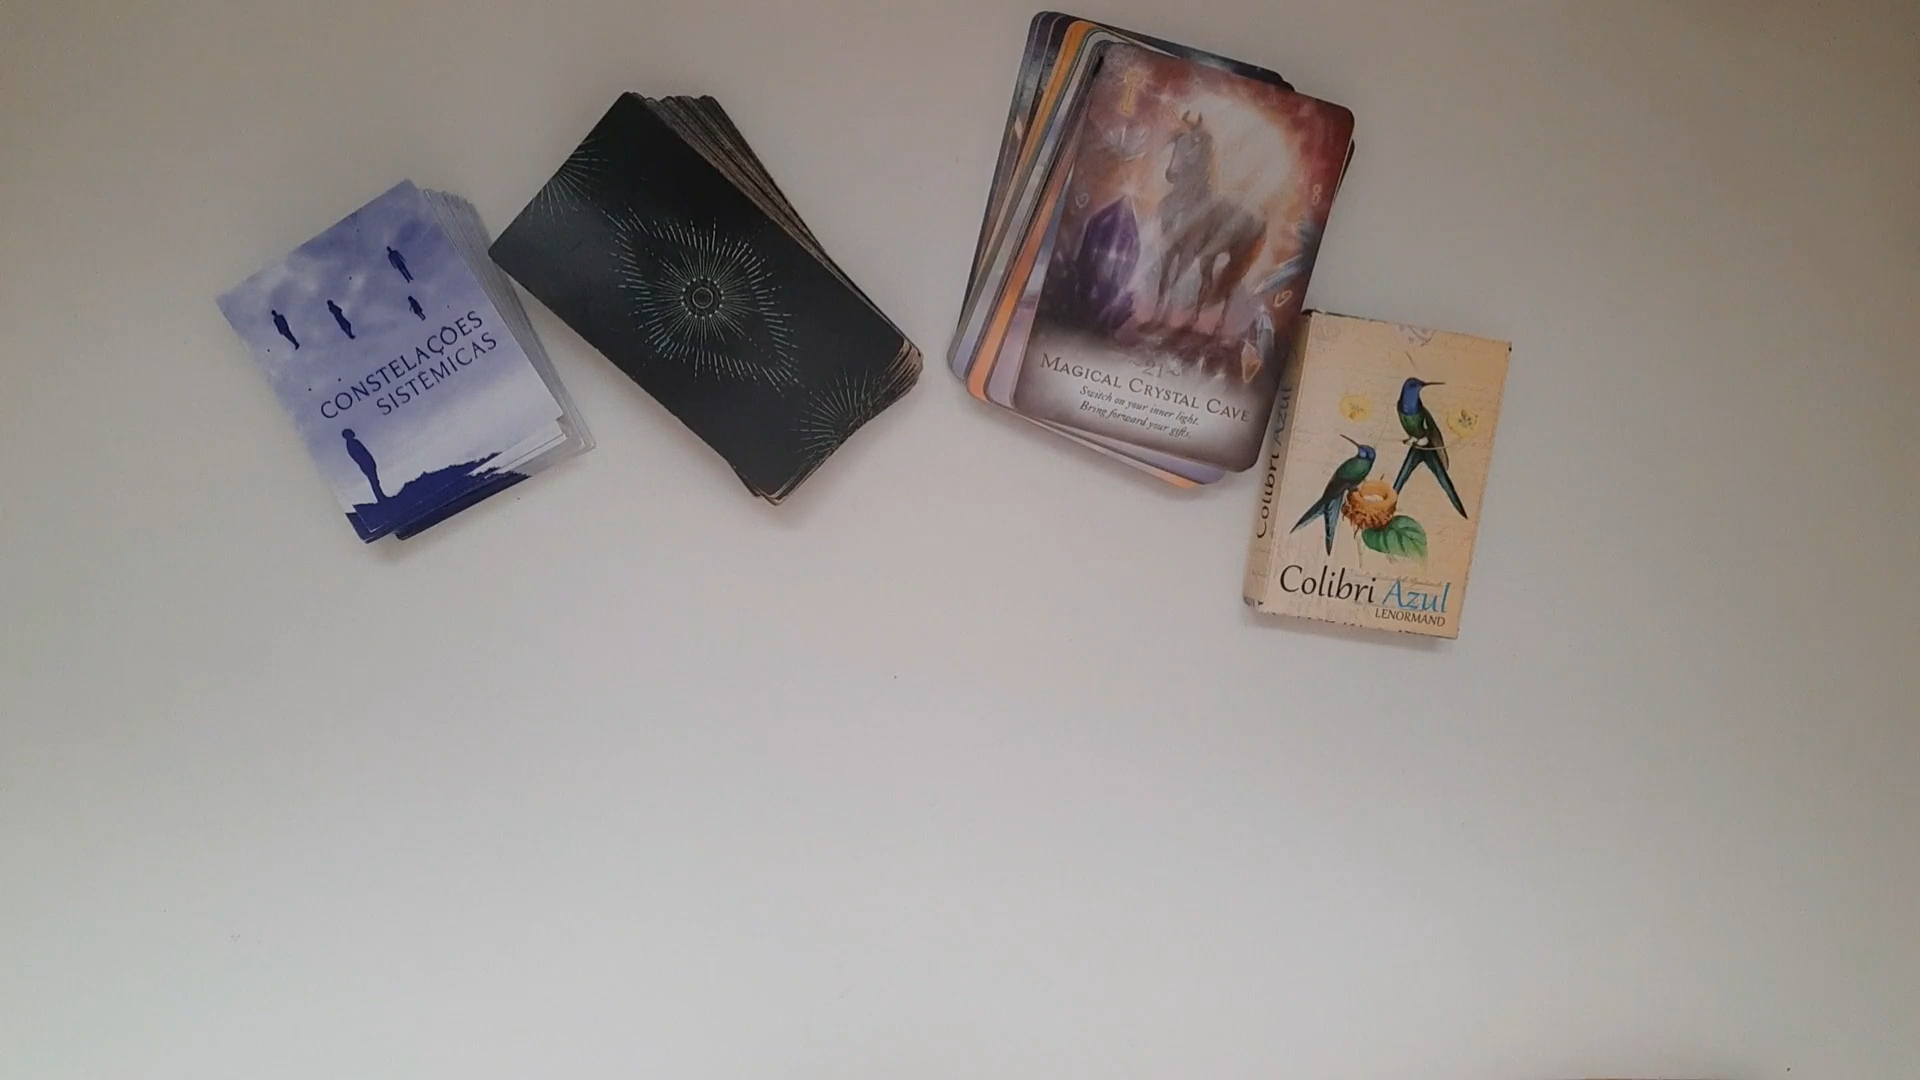 CONSTELAÇÕES
SISTÊMICAS
~21~
MAGICAL CRYSTAL CAVE
Switch on your inner light.
Bring forward your gifts.
Colibri Azul
Colibri Azul
LENORMAND